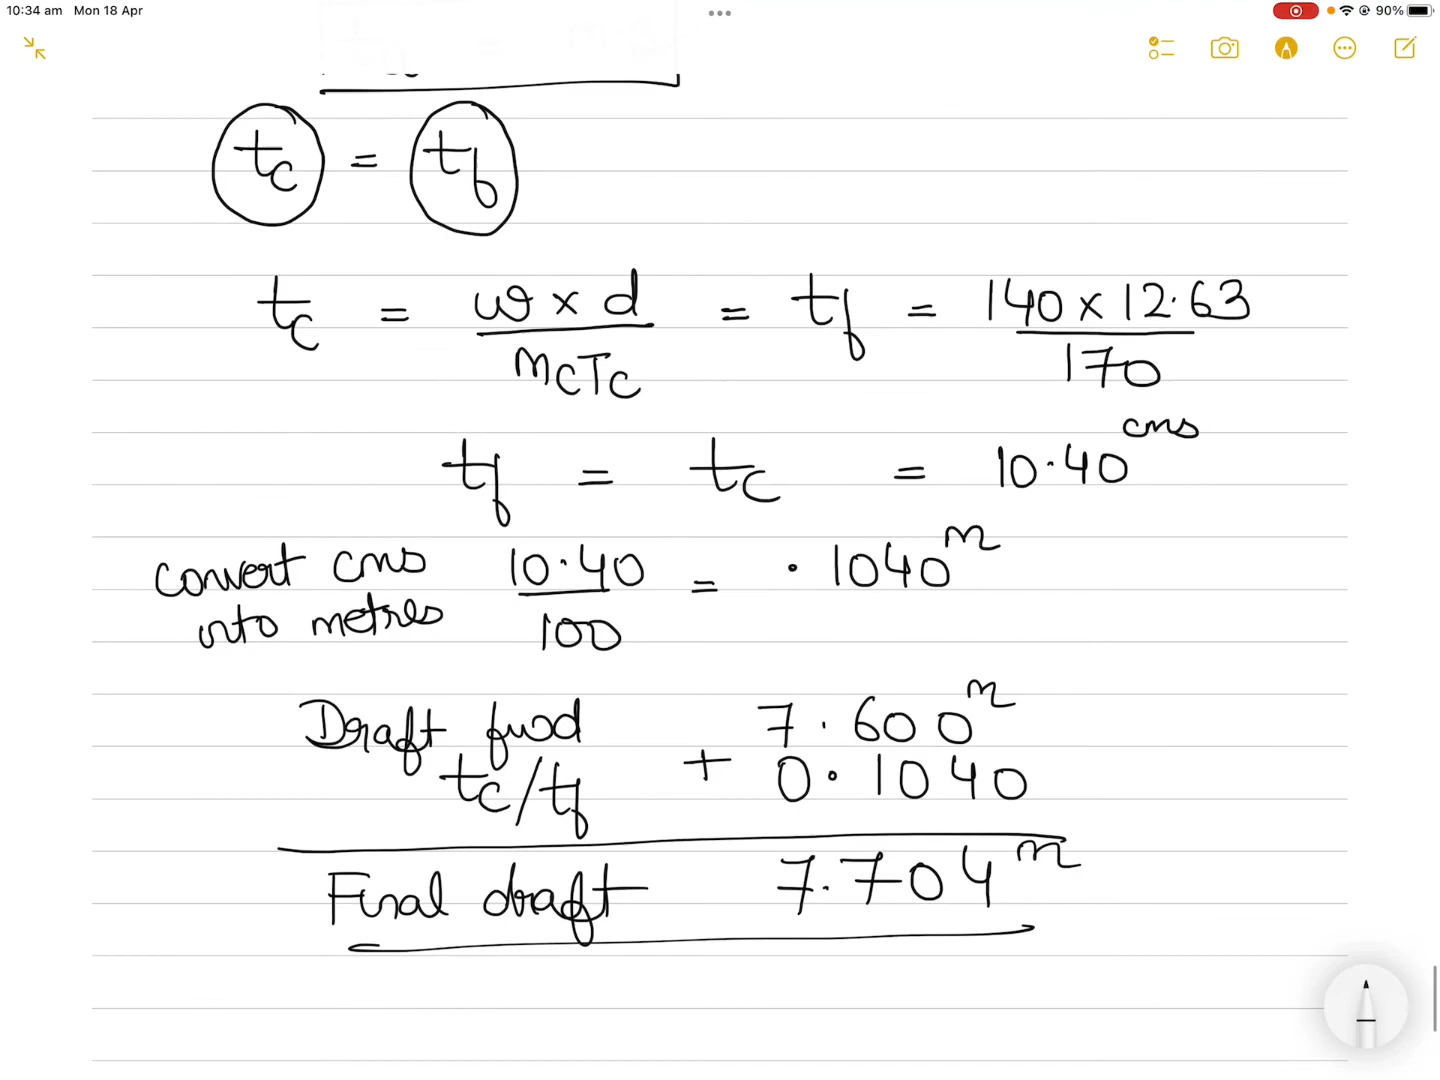 10:34 am Mon 18 Apr
90%
tc = tf
tc = w x d / MCTC = tf = 140 x 12.63 / 170
tf = tc = 10.40 cms
convert cms into metres 10.40 / 100 = .1040 m
Draft fwd 7.600 m
tc/tf + 0.1040
Final draft 7.704 m